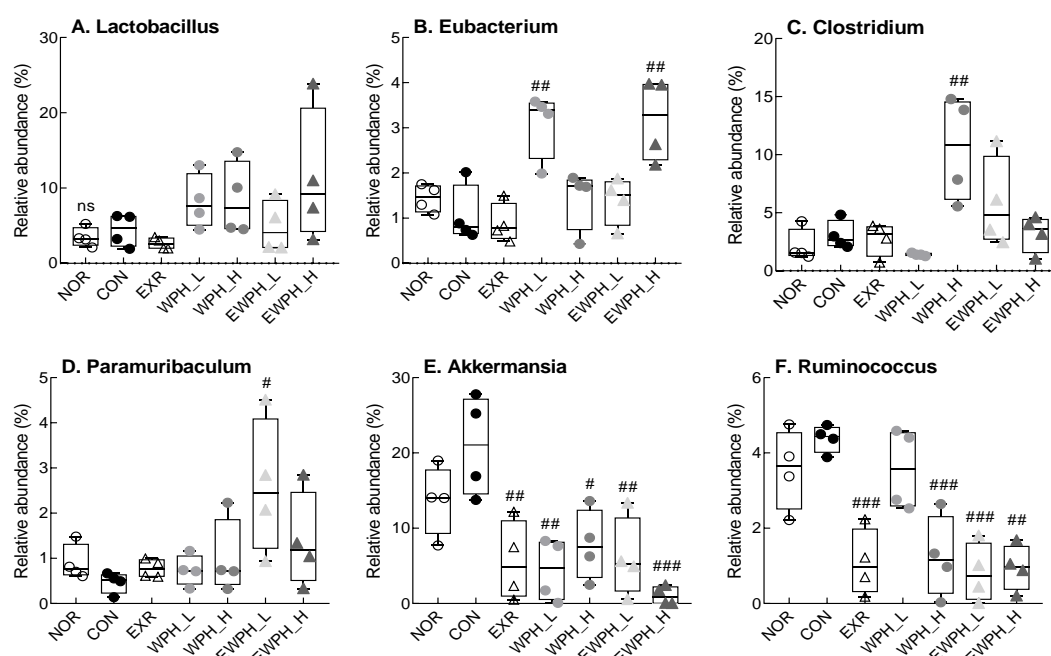 A. Lactobacillus
Relative abundance (%)
30
20
10
0
ns
NOR
CON
EXR
WPH_L
WPH_H
EWPH_L
EWPH_H
B. Eubacterium
Relative abundance (%)
5
4
3
2
1
0
##
##
NOR
CON
EXR
WPH_L
WPH_H
EWPH_L
EWPH_H
C. Clostridium
Relative abundance (%)
20
15
10
5
0
##
NOR
CON
EXR
WPH_L
WPH_H
EWPH_L
EWPH_H
D. Paramuribaculum
Relative abundance (%)
5
4
3
2
1
0
#
NOR
CON
EXR
WPH_L
WPH_H
EWPH_L
EWPH_H
E. Akkermansia
Relative abundance (%)
30
20
10
0
##
##
#
##
###
NOR
CON
EXR
WPH_L
WPH_H
EWPH_L
EWPH_H
F. Ruminococcus
Relative abundance (%)
6
4
2
0
###
###
###
##
NOR
CON
EXR
WPH_L
WPH_H
EWPH_L
EWPH_H